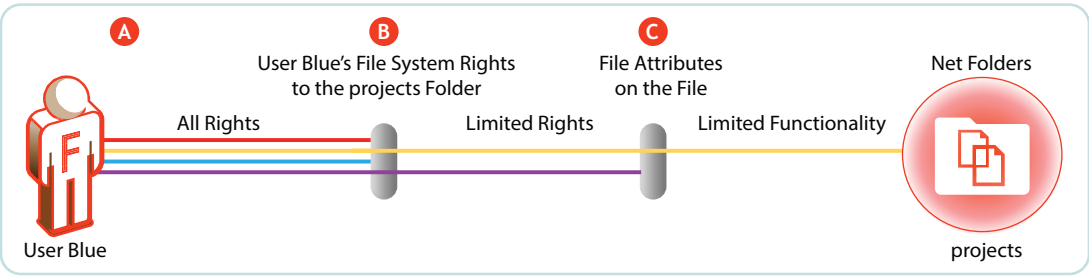 A
B
C
User Blue's File System Rights
to the projects Folder
File Attributes
on the File
Net Folders
All Rights
Limited Rights
Limited Functionality
F
User Blue
projects